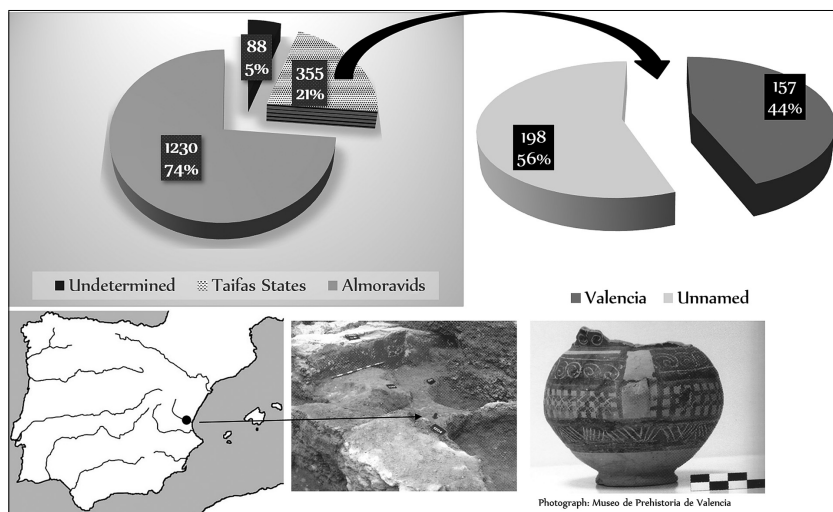 88
5%
355
21%
1230
74%
Undetermined
Taifas States
Almoravids
157
44%
198
56%
Valencia
Unnamed
Photograph: Museo de Prehistoria de Valencia